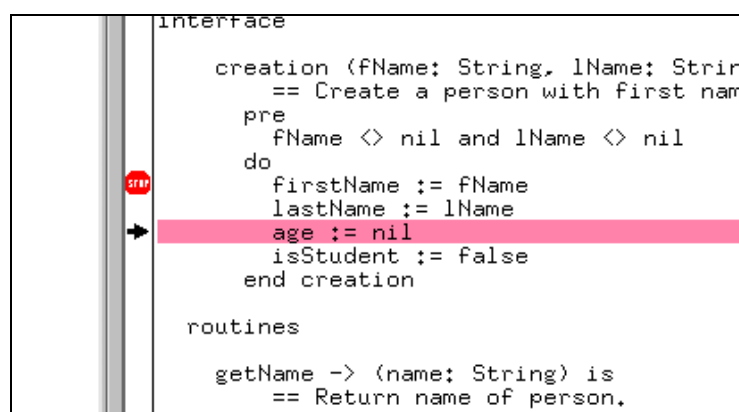 interface
creation (fName: String, lName: Strin
== Create a person with first nam
pre
fName <> nil and lName <> nil
do
STOP
firstName := fName
lastName := lName
age := nil
isStudent := false
end creation
routines
getName -> (name: String) is
== Return name of person.